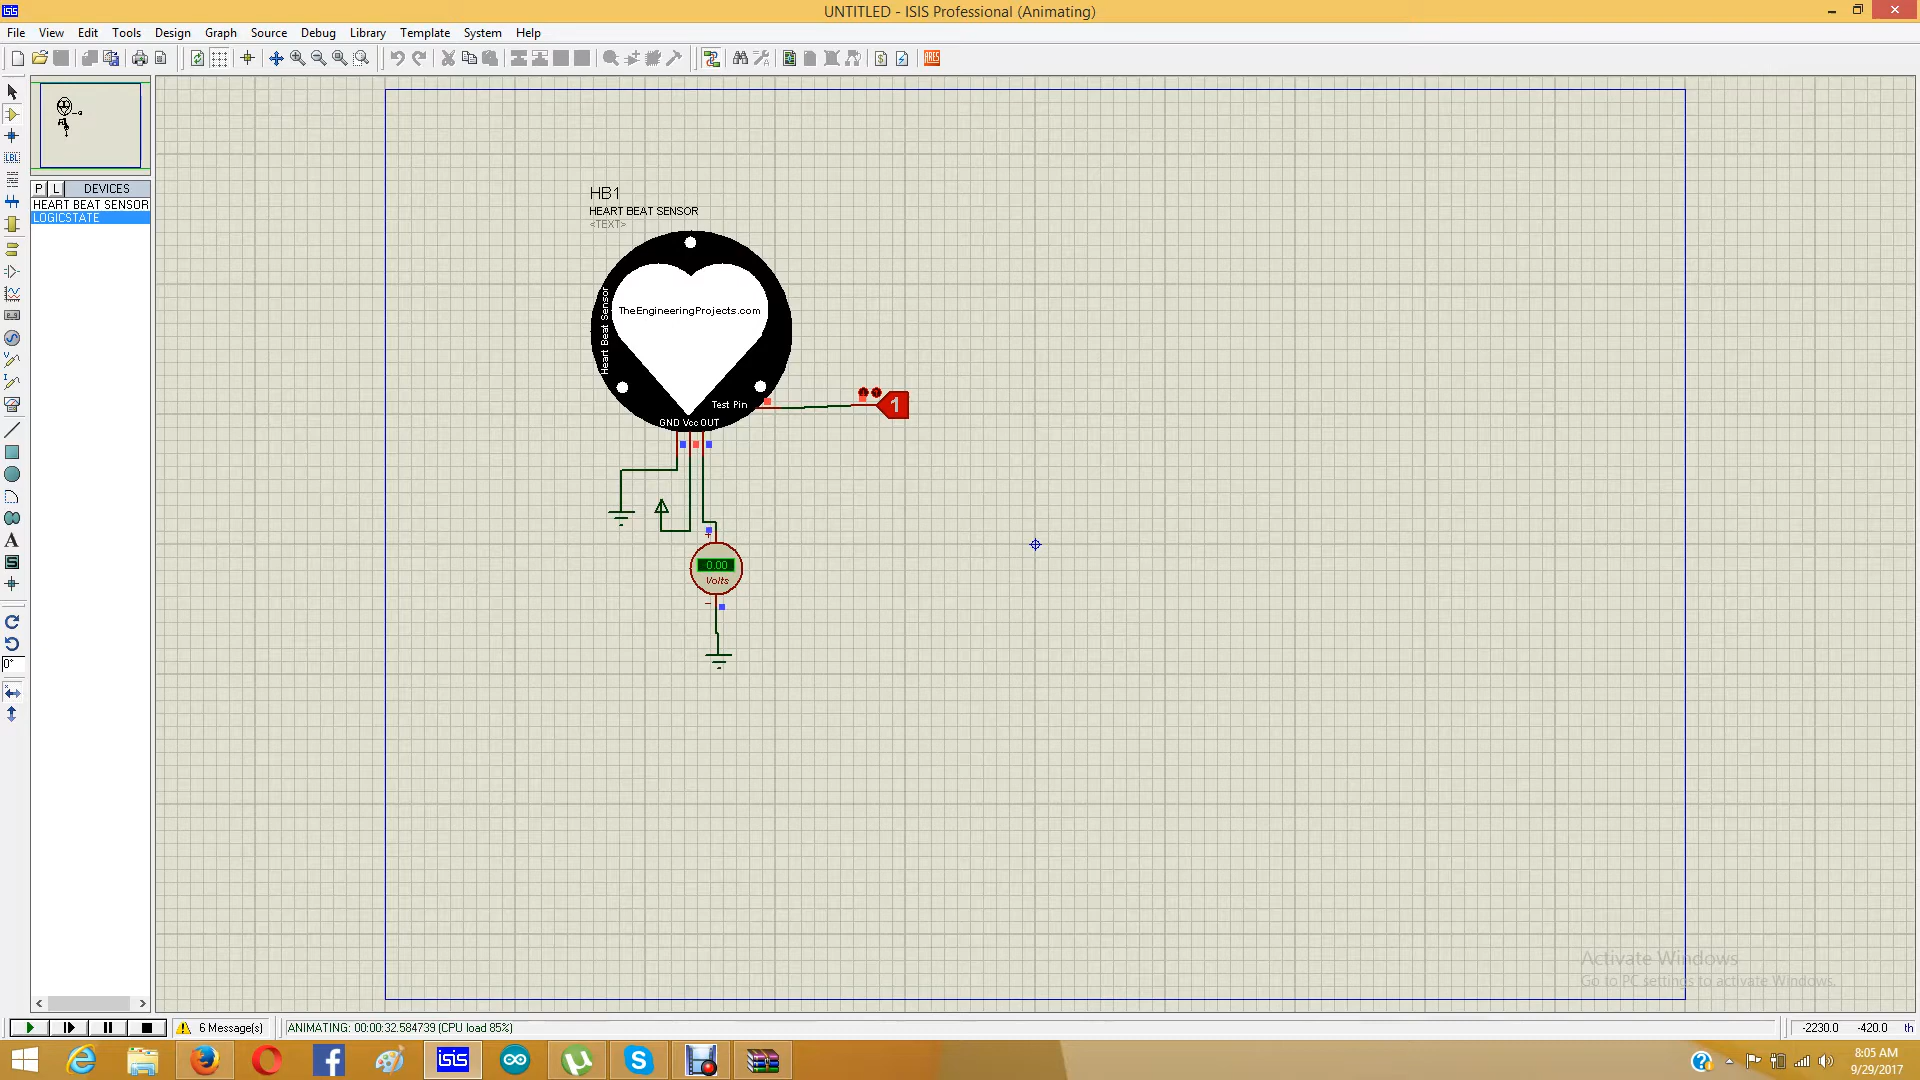 UNTITLED - ISIS Professional (Animating)
File View Edit Tools Design Graph Source Debug Library Template System Help
LBL
P L DEVICES
HEART BEAT SENSOR
LOGICSTATE
A
S
0°
HB1
HEART BEAT SENSOR
<TEXT>
TheEngineeringProjects.com
Heart Beat Sensor
Test Pin
GND Vcc OUT
1
+
0.00
Volts
Activate Windows
Go to PC settings to activate Windows.
6 Message(s)
ANIMATING: 00:00:32.584739 (CPU load 85%)
-2230.0 -420.0 th
isis
8:05 AM
9/29/2017